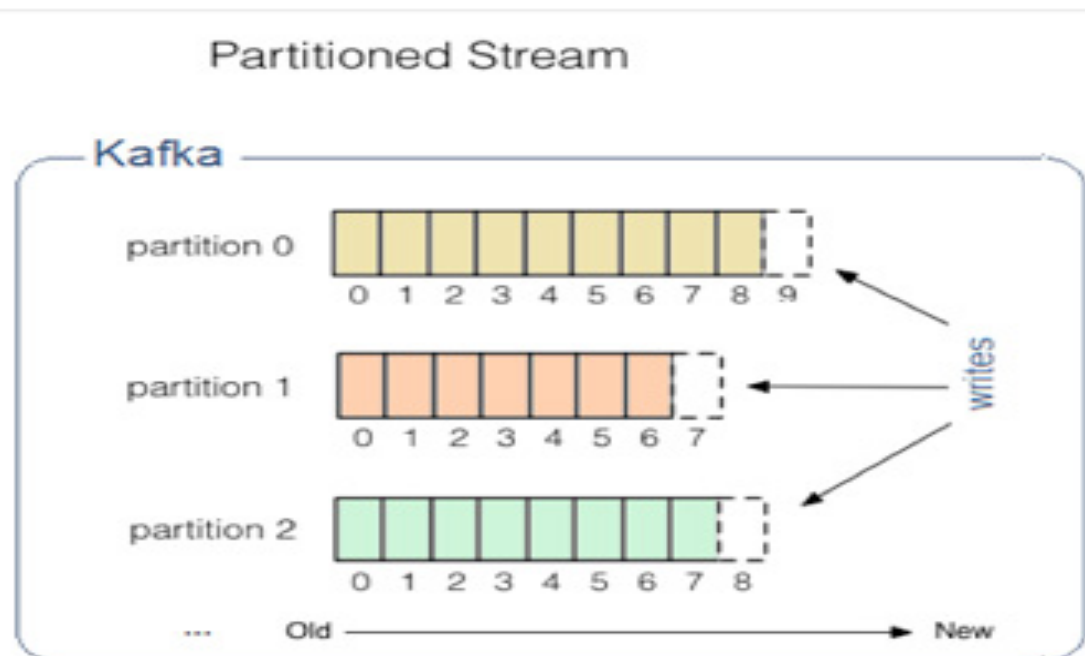 Partitioned Stream
Kafka
partition 0
0 1 2 3 4 5 6 7 8 9
partition 1
0 1 2 3 4 5 6 7
writes
partition 2
0 1 2 3 4 5 6 7 8
... Old New